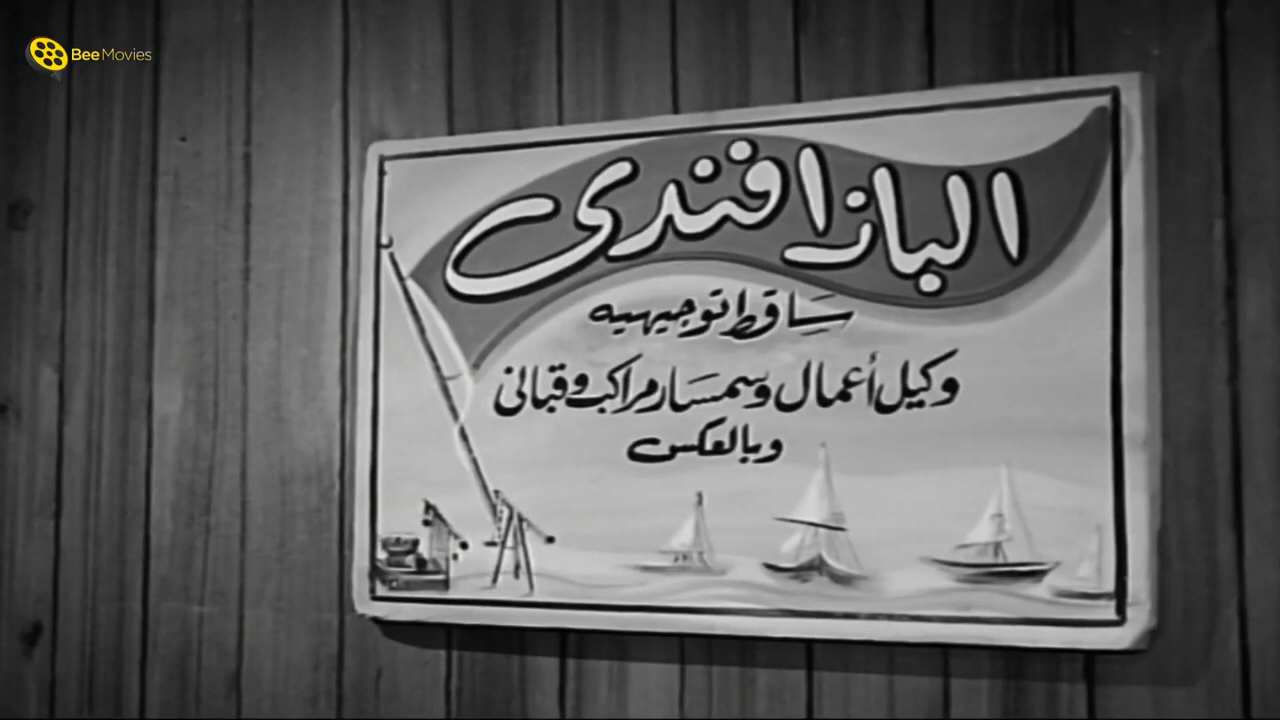 BeeMovies
الباز افندى
ساقط توجيهيه
وكيل أعمال وسمسار مراكب وقبانى
وبالعكس